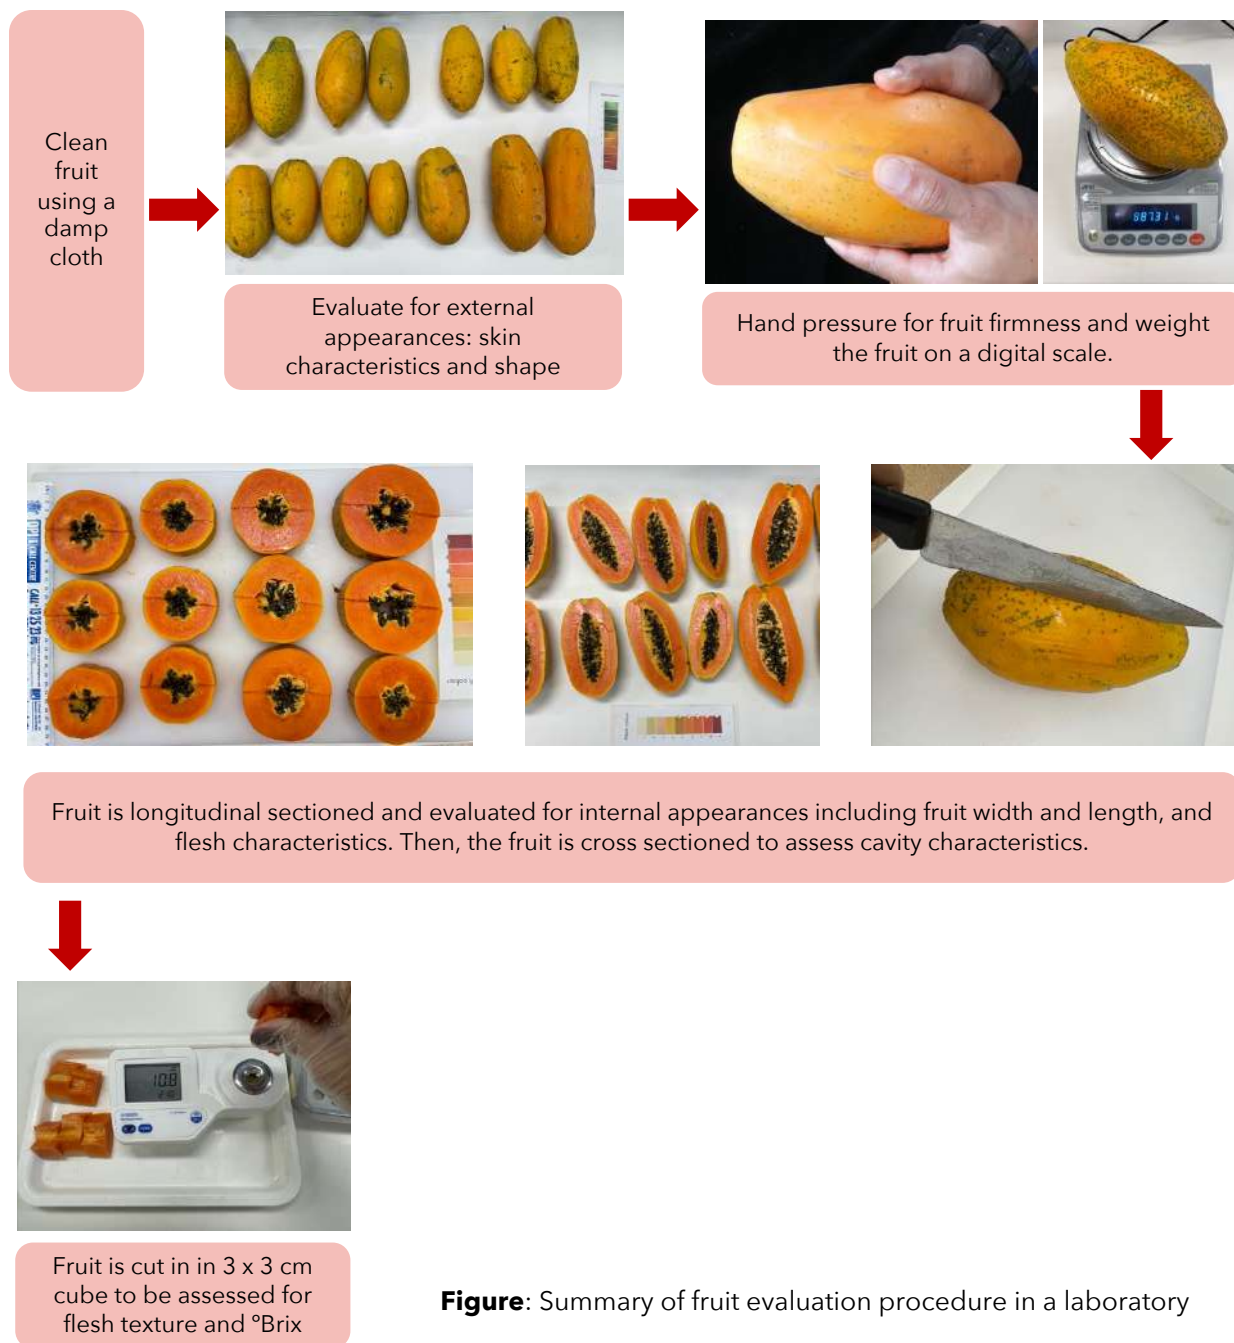 Clean
fruit
using a
damp
cloth
Evaluate for external
appearances: skin
characteristics and shape
Hand pressure for fruit firmness and weight
the fruit on a digital scale.
Fruit is longitudinal sectioned and evaluated for internal appearances including fruit width and length, and
flesh characteristics. Then, the fruit is cross sectioned to assess cavity characteristics.
10.8
Fruit is cut in in 3 x 3 cm
cube to be assessed for
flesh texture and ºBrix
Figure: Summary of fruit evaluation procedure in a laboratory